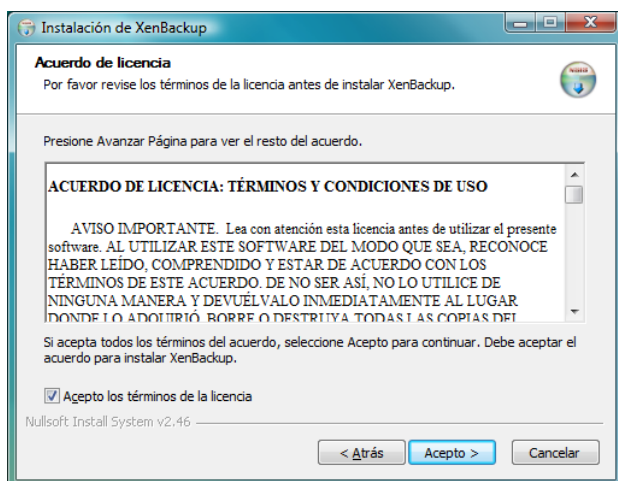 Instalación de XenBackup
Acuerdo de licencia
Por favor revise los términos de la licencia antes de instalar XenBackup.
Presione Avanzar Página para ver el resto del acuerdo.
ACUERDO DE LICENCIA: TÉRMINOS Y CONDICIONES DE USO
AVISO IMPORTANTE. Lea con atención esta licencia antes de utilizar el presente
software. AL UTILIZAR ESTE SOFTWARE DEL MODO QUE SEA, RECONOCE
HABER LEÍDO, COMPRENDIDO Y ESTAR DE ACUERDO CON LOS
TÉRMINOS DE ESTE ACUERDO. DE NO SER ASÍ, NO LO UTILICE DE
NINGUNA MANERA Y DEVUÉLVALO INMEDIATAMENTE AL LUGAR
DONDE LO ADQUIRIÓ, BORRE O DESTRUYA TODAS LAS COPIAS DEL
Si acepta todos los términos del acuerdo, seleccione Acepto para continuar. Debe aceptar el
acuerdo para instalar XenBackup.
Acepto los términos de la licencia
Nullsoft Install System v2.46
< Atrás Acepto > Cancelar